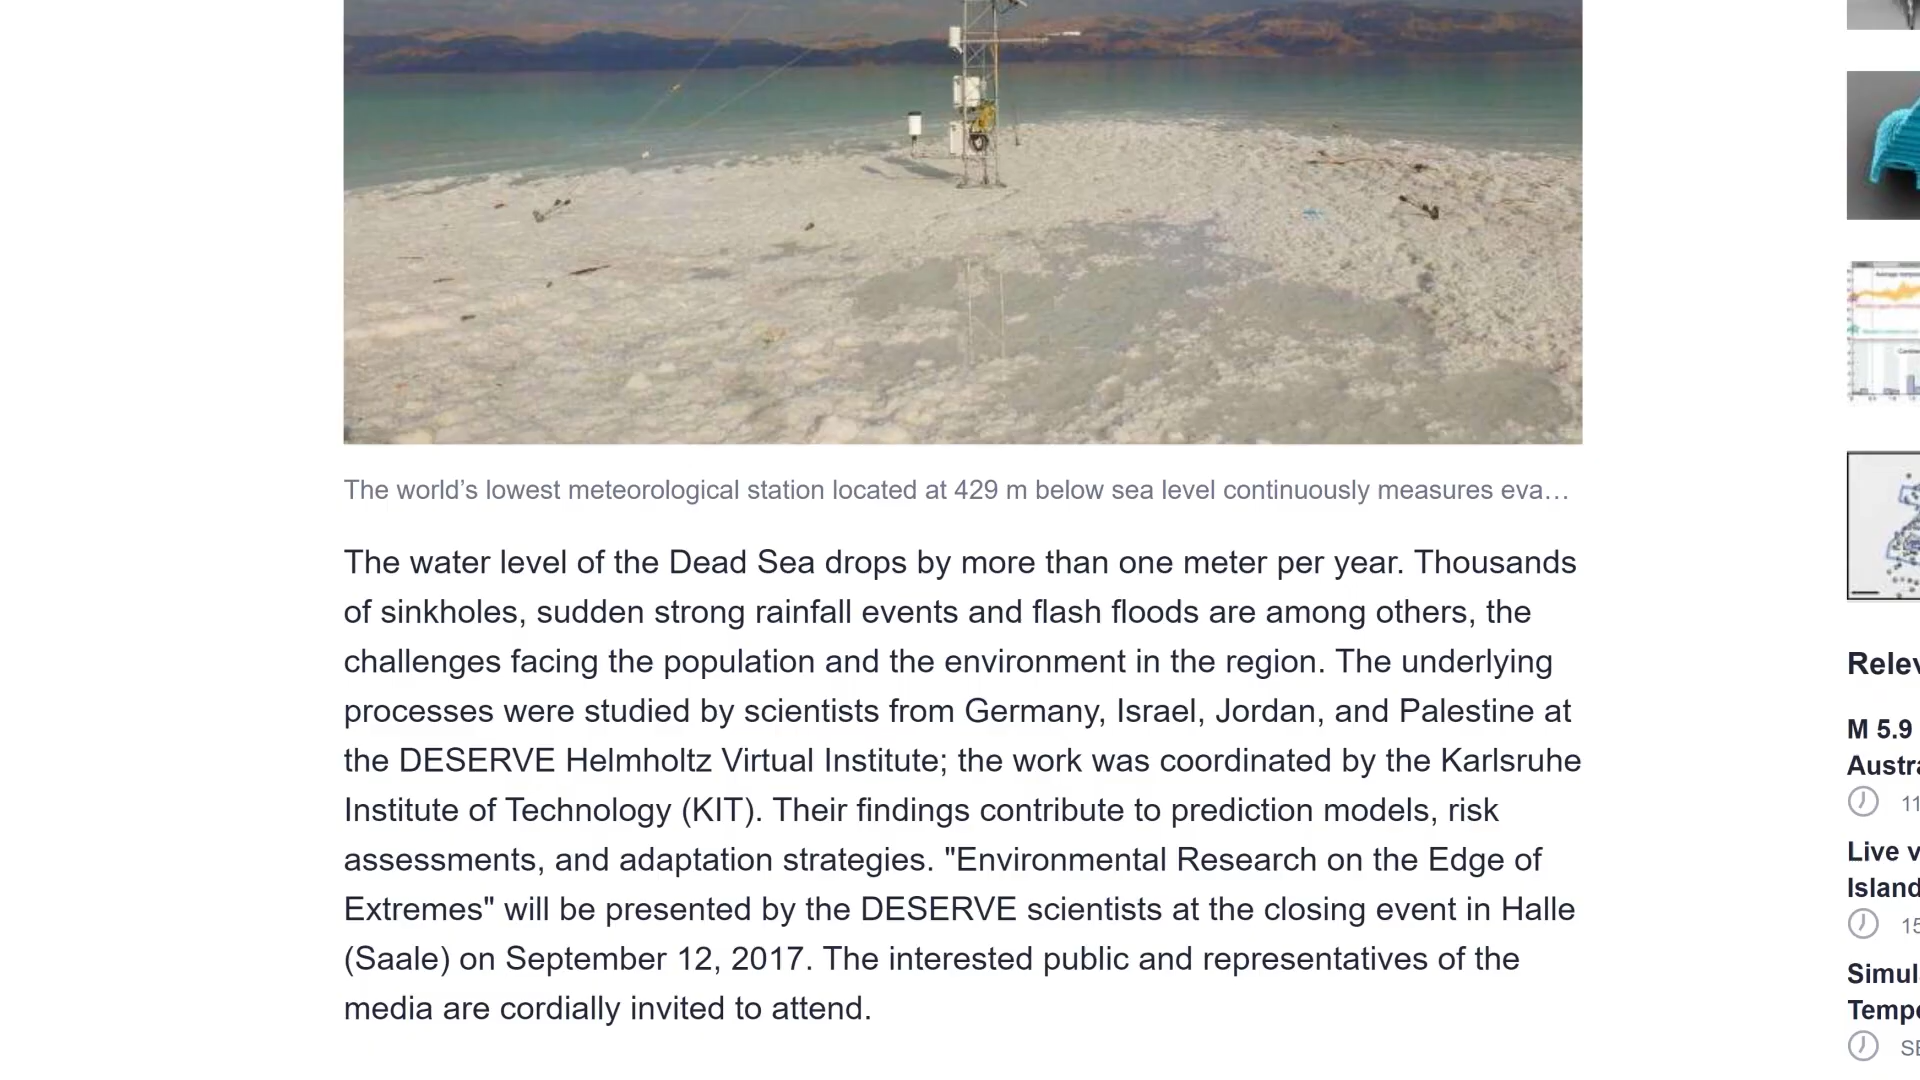 The world’s lowest meteorological station located at 429 m below sea level continuously measures eva…
The water level of the Dead Sea drops by more than one meter per year. Thousands
of sinkholes, sudden strong rainfall events and flash floods are among others, the
challenges facing the population and the environment in the region. The underlying
processes were studied by scientists from Germany, Israel, Jordan, and Palestine at
the DESERVE Helmholtz Virtual Institute; the work was coordinated by the Karlsruhe
Institute of Technology (KIT). Their findings contribute to prediction models, risk
assessments, and adaptation strategies. "Environmental Research on the Edge of
Extremes" will be presented by the DESERVE scientists at the closing event in Halle
(Saale) on September 12, 2017. The interested public and representatives of the
media are cordially invited to attend.
Relev
M 5.9
Austra
11
Live v
Island
15
Simul
Tempe
SE